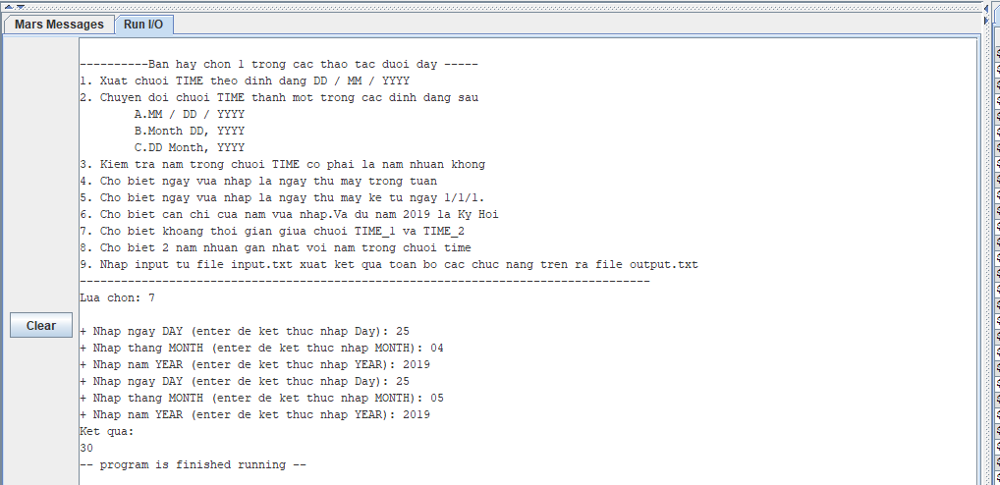 Mars Messages Run I/O
----------Ban hay chon 1 trong cac thao tac duoi day -----
1. Xuat chuoi TIME theo dinh dang DD / MM / YYYY
2. Chuyen doi chuoi TIME thanh mot trong cac dinh dang sau
A.MM / DD / YYYY
B.Month DD, YYYY
C.DD Month, YYYY
3. Kiem tra nam trong chuoi TIME co phai la nam nhuan khong
4. Cho biet ngay vua nhap la ngay thu may trong tuan
5. Cho biet ngay vua nhap la ngay thu may ke tu ngay 1/1/1.
6. Cho biet can chi cua nam vua nhap.Va du nam 2019 la Ky Hoi
7. Cho biet khoang thoi gian giua chuoi TIME_1 va TIME_2
8. Cho biet 2 nam nhuan gan nhat voi nam trong chuoi time
9. Nhap input tu file input.txt xuat ket qua toan bo cac chuc nang tren ra file output.txt
-----------------------------------------------------------------------------------
Lua chon: 7
Clear
+ Nhap ngay DAY (enter de ket thuc nhap Day): 25
+ Nhap thang MONTH (enter de ket thuc nhap MONTH): 04
+ Nhap nam YEAR (enter de ket thuc nhap YEAR): 2019
+ Nhap ngay DAY (enter de ket thuc nhap Day): 25
+ Nhap thang MONTH (enter de ket thuc nhap MONTH): 05
+ Nhap nam YEAR (enter de ket thuc nhap YEAR): 2019
Ket qua:
30
-- program is finished running --